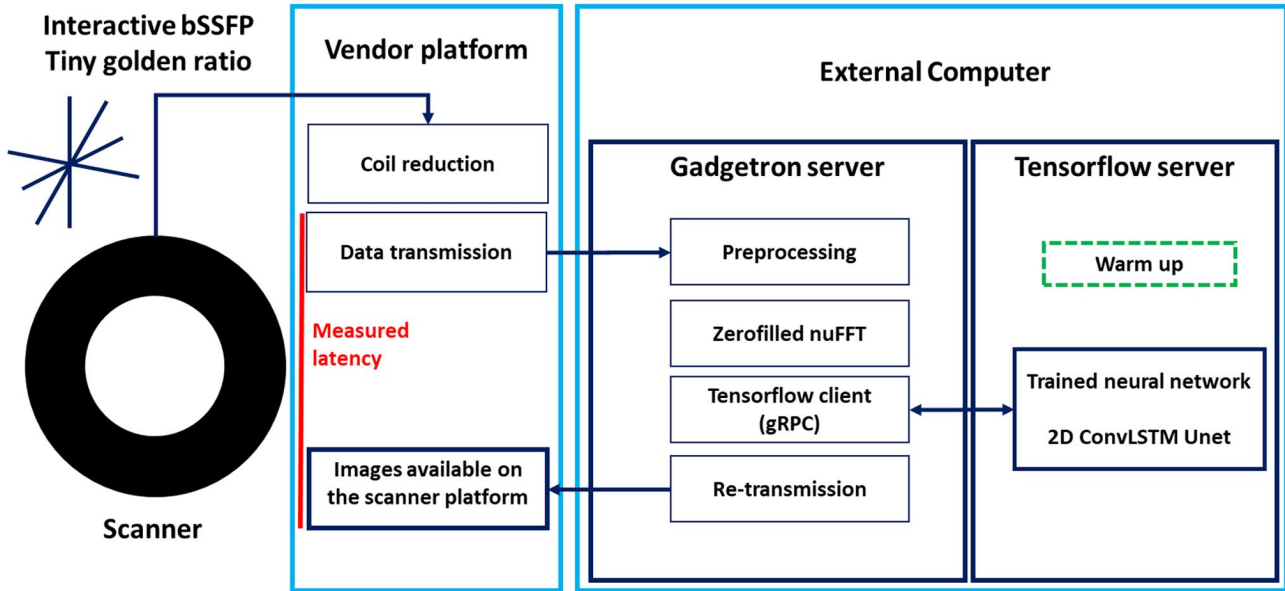 Interactive bSSFP
Tiny golden ratio
Scanner
Vendor platform
Coil reduction
Data transmission
Measured
latency
Images available on
the scanner platform
External Computer
Gadgetron server
Preprocessing
Zerofilled nuFFT
Tensorflow client
(gRPC)
Re-transmission
Tensorflow server
Warm up
Trained neural network
2D ConvLSTM Unet